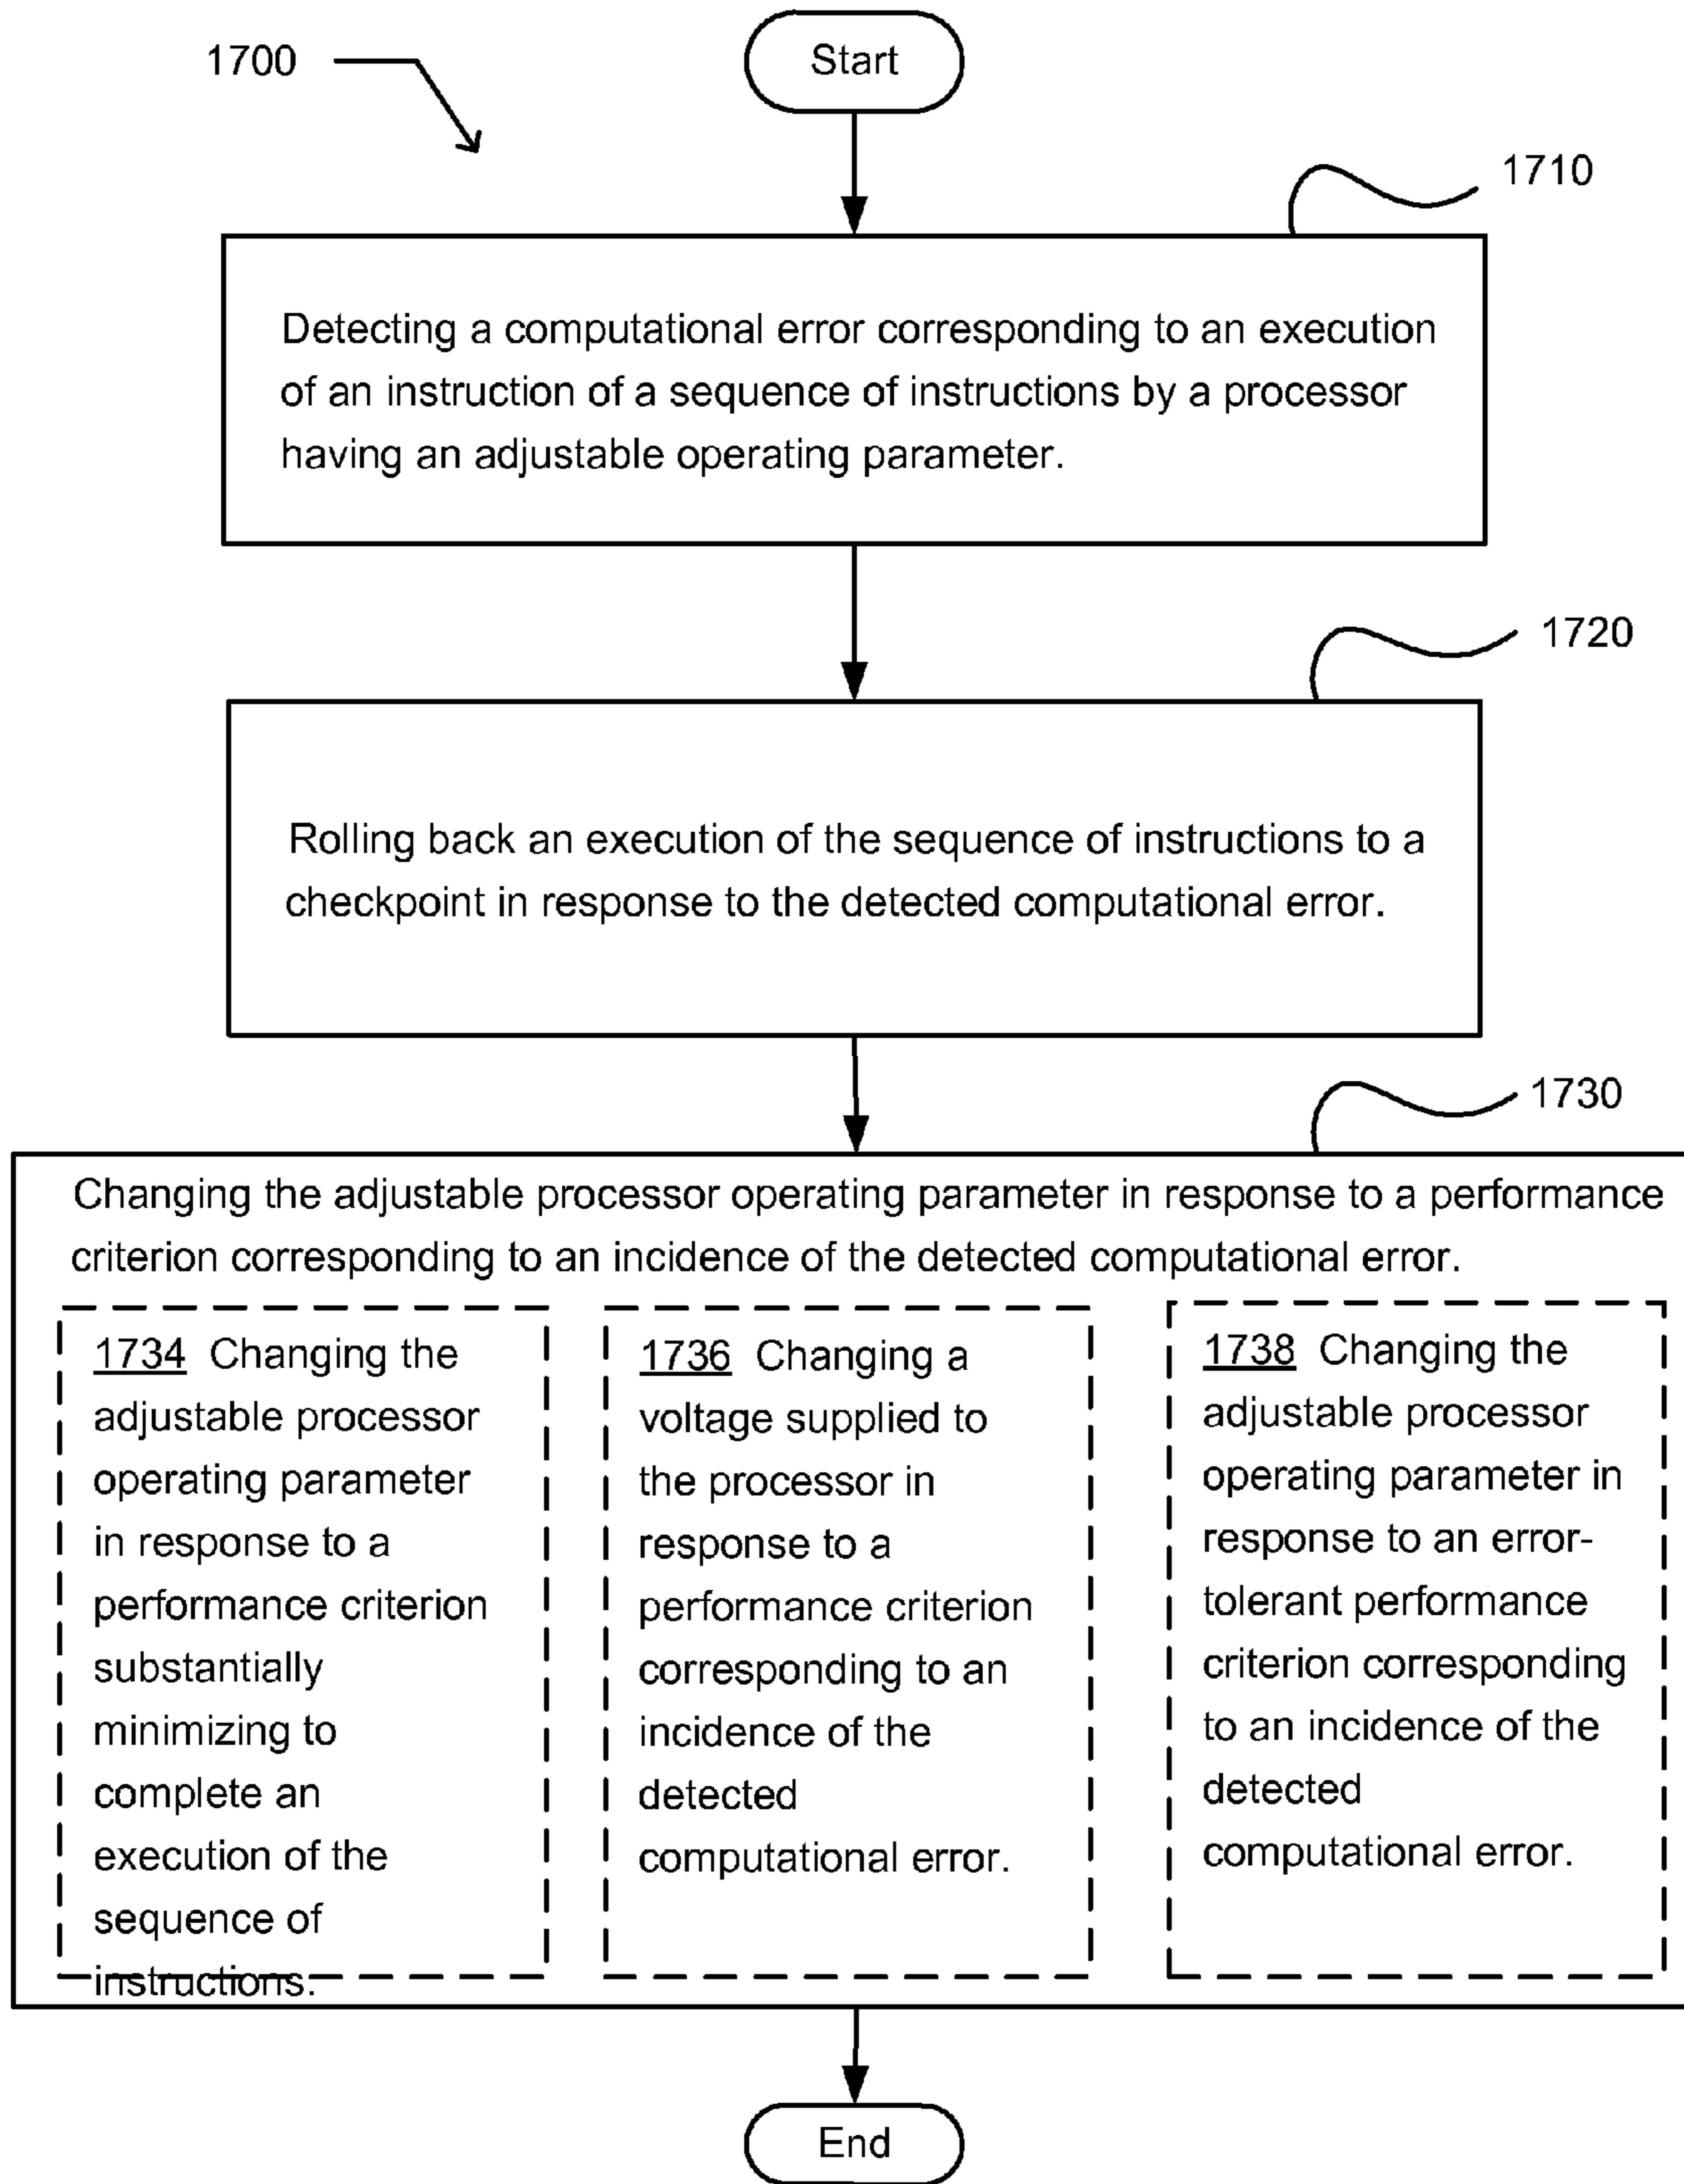 1700
Start
1710
Detecting a computational error corresponding to an execution
of an instruction of a sequence of instructions by a processor
having an adjustable operating parameter.
1720
Rolling back an execution of the sequence of instructions to a
checkpoint in response to the detected computational error.
1730
Changing the adjustable processor operating parameter in response to a performance
criterion corresponding to an incidence of the detected computational error.
1734 Changing the
adjustable processor
operating parameter
in response to a
performance criterion
substantially
minimizing to
complete an
execution of the
sequence of
instructions.
1736 Changing a
voltage supplied to
the processor in
response to a
performance criterion
corresponding to an
incidence of the
detected
computational error.
1738 Changing the
adjustable processor
operating parameter in
response to an error-
tolerant performance
criterion corresponding
to an incidence of the
detected
computational error.
End